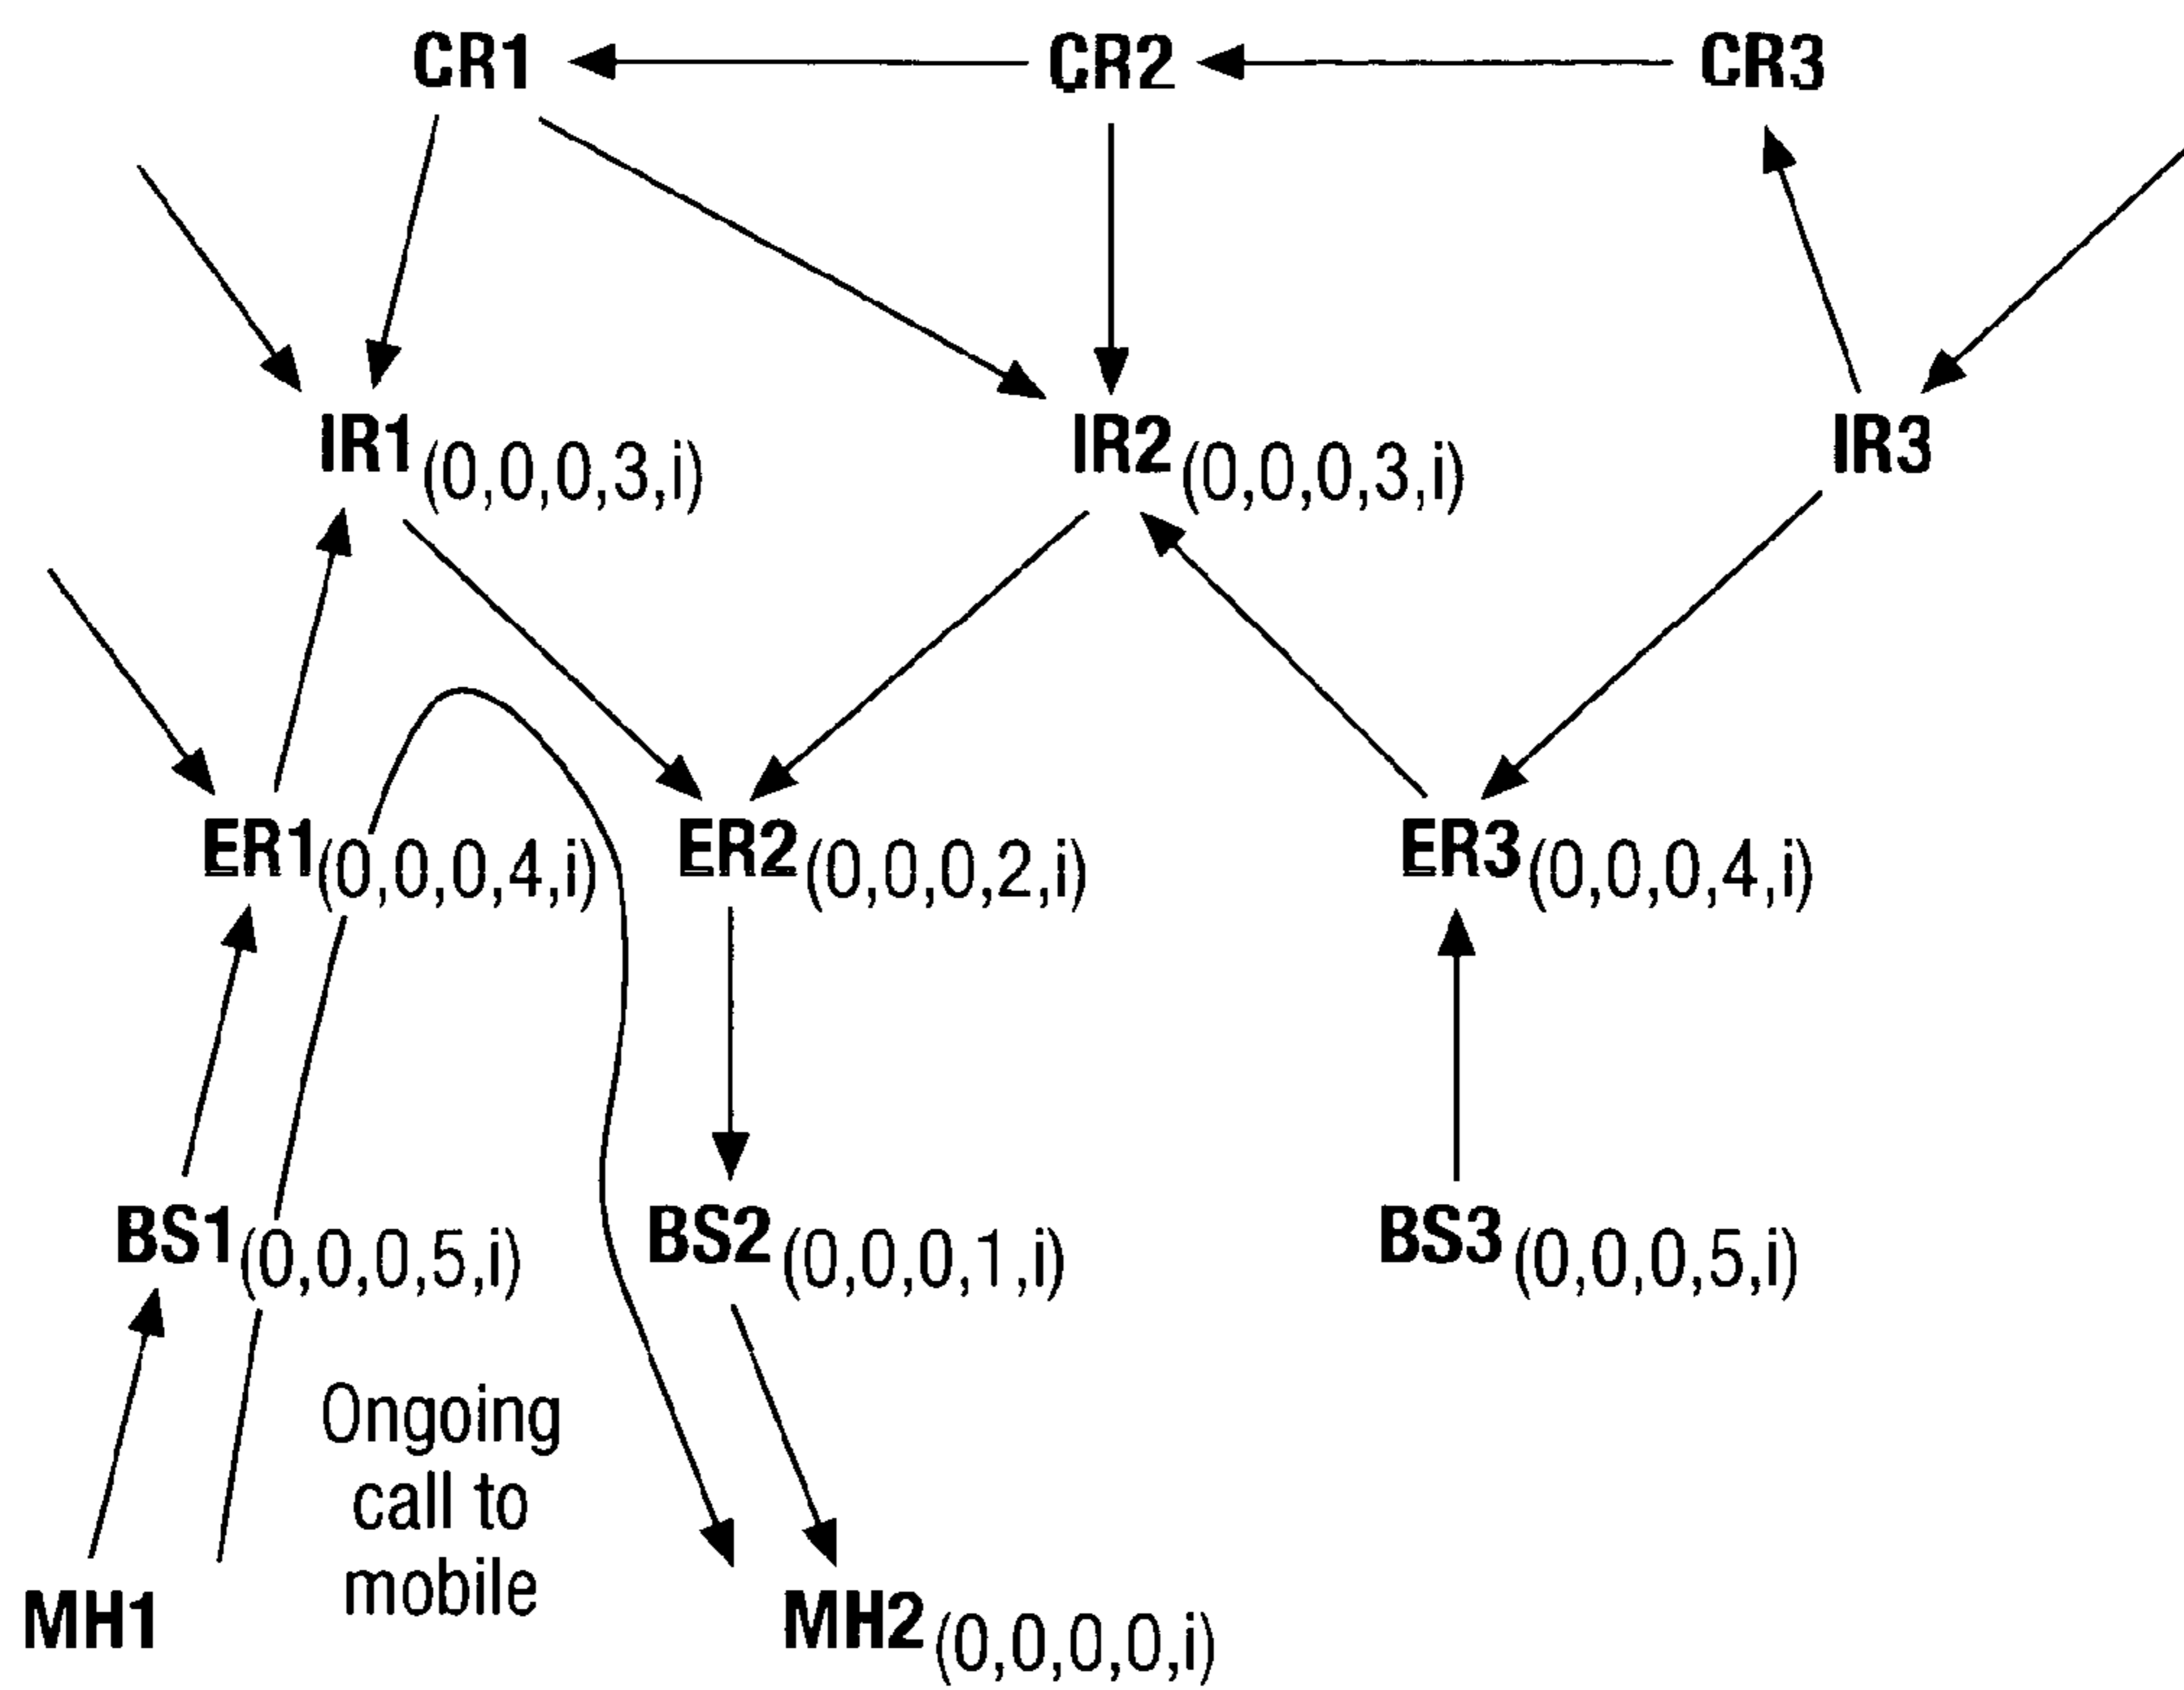 CR1 CR2 CR3
IR1(0,0,0,3,i) IR2(0,0,0,3,i) IR3
ER1(0,0,0,4,i) ER2(0,0,0,2,i) ER3(0,0,0,4,i)
BS1(0,0,0,5,i) BS2(0,0,0,1,i) BS3(0,0,0,5,i)
Ongoing
call to
mobile
MH1 MH2(0,0,0,0,i)